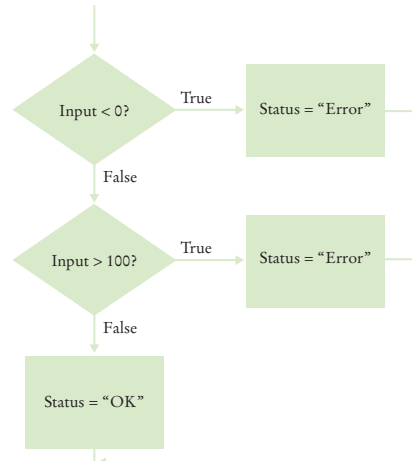 True
Input < 0?
Status = “Error”
False
True
Input > 100?
Status = “Error”
False
Status = “OK”